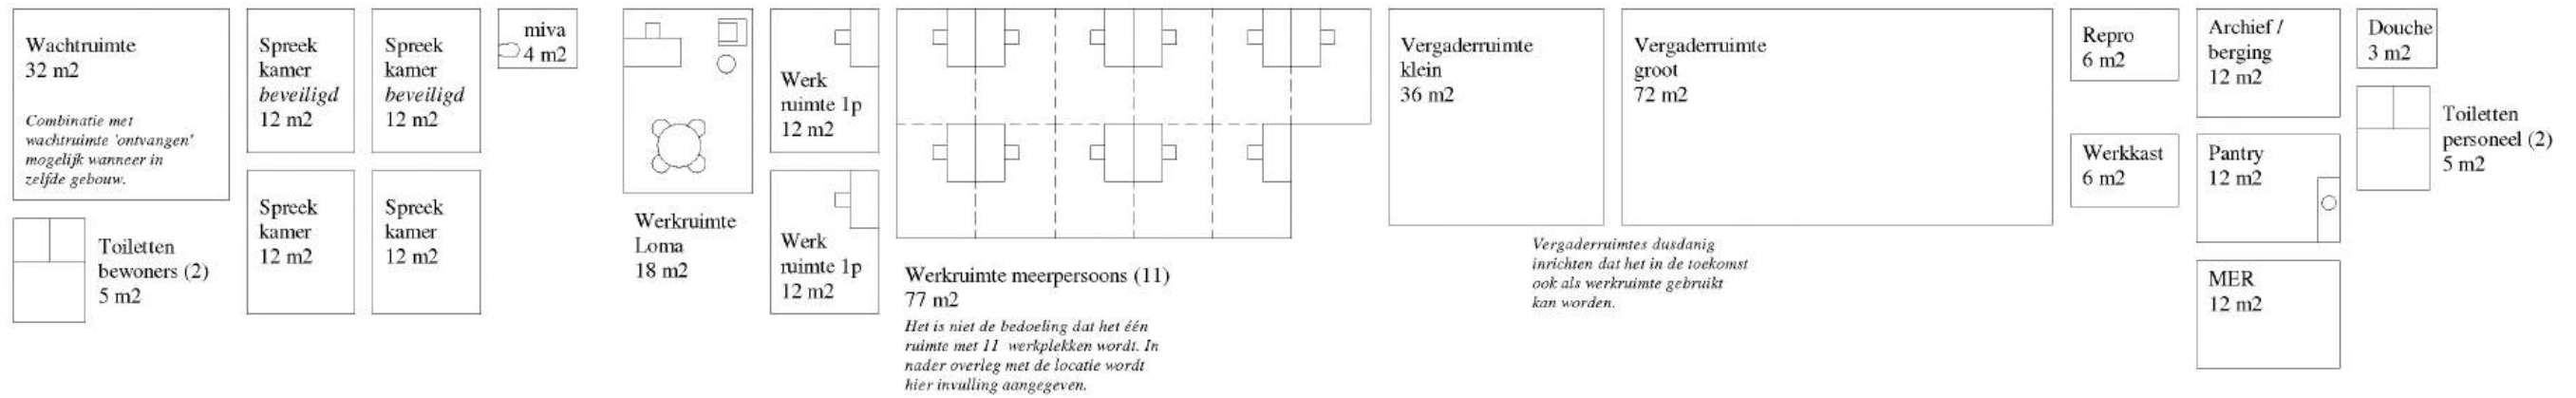 Wachtruimte
32 m2
Combinatie met
wachtruimte 'ontvangen'
mogelijk wanneer in
zelfde gebouw.
Toiletten
bewoners (2)
5 m2
Spreek
kamer
beveiligd
12 m2
Spreek
kamer
12 m2
Spreek
kamer
beveiligd
12 m2
Spreek
kamer
12 m2
miva
4 m2
Werkruimte
Loma
18 m2
Werk
ruimte 1p
12 m2
Werk
ruimte 1p
12 m2
Werkruimte meerpersoons (11)
77 m2
Het is niet de bedoeling dat het één
ruimte met 11 werkplekken wordt. In
nader overleg met de locatie wordt
hier invulling aangegeven.
Vergaderruimte
klein
36 m2
Vergaderruimte
groot
72 m2
Vergaderruimtes dusdanig
inrichten dat het in de toekomst
ook als werkruimte gebruikt
kan worden.
Repro
6 m2
Werkkast
6 m2
Archief /
berging
12 m2
Pantry
12 m2
MER
12 m2
Douche
3 m2
Toiletten
personeel (2)
5 m2